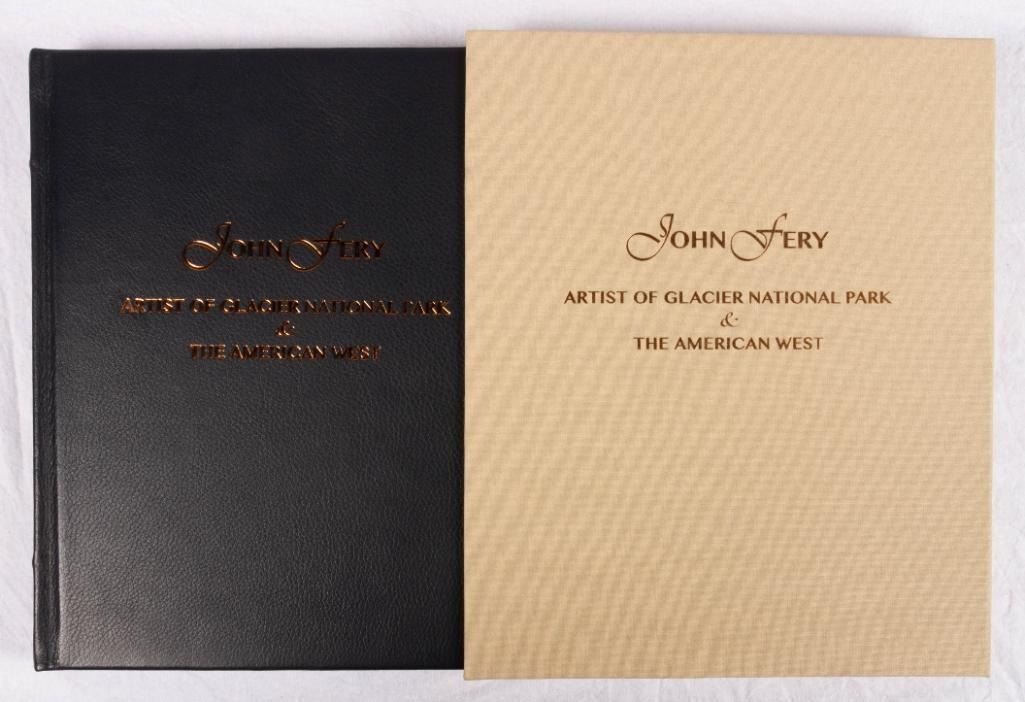 JOHN FERY
ARTIST OF GLACIER NATIONAL PARK
&
THE AMERICAN WEST
JOHN FERY
ARTIST OF GLACIER NATIONAL PARK
&
THE AMERICAN WEST